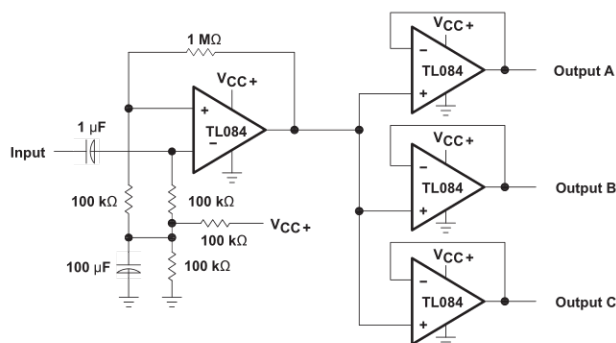 1 MΩ
VCC+
+
TL084
−
1 µF
Input
100 kΩ
100 kΩ
100 kΩ
VCC+
100 µF
100 kΩ
VCC+
−
TL084
+
Output A
VCC+
−
TL084
+
Output B
VCC+
−
TL084
+
Output C